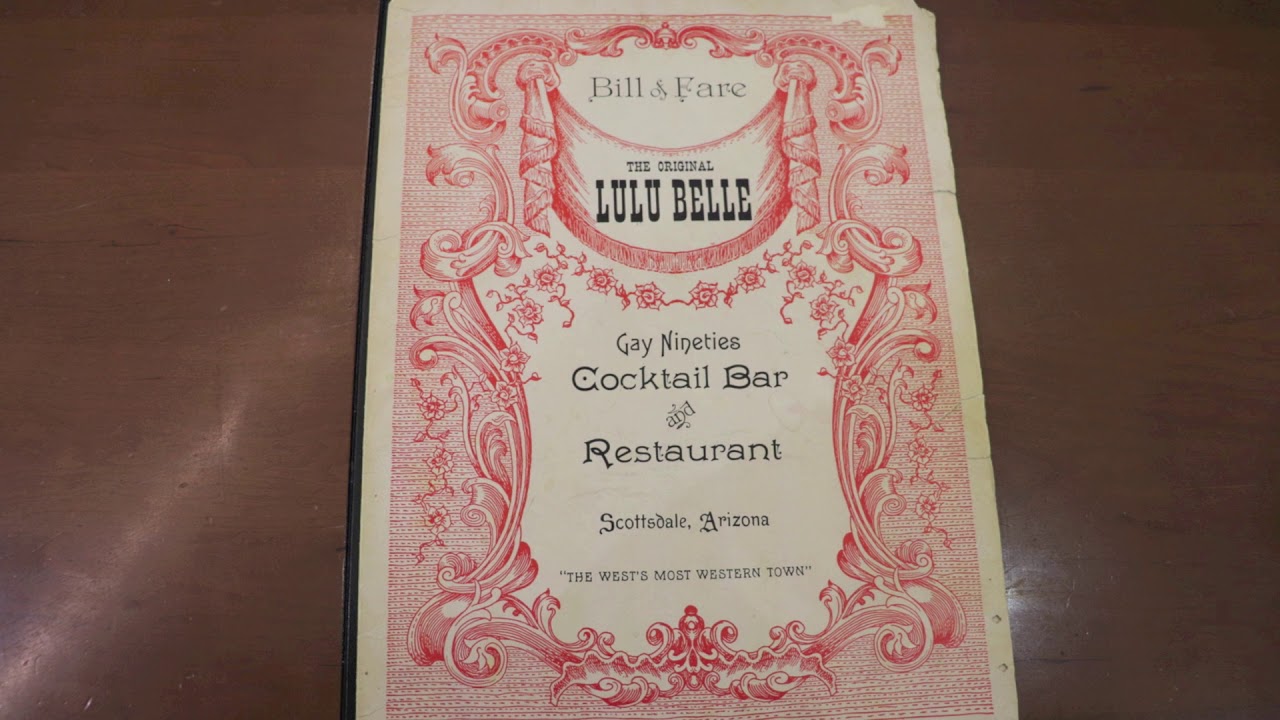 Bill of Fare
THE ORIGINAL
LULU BELLE
Gay Nineties
Cocktail Bar
and
Restaurant
Scottsdale, Arizona
"THE WEST'S MOST WESTERN TOWN"